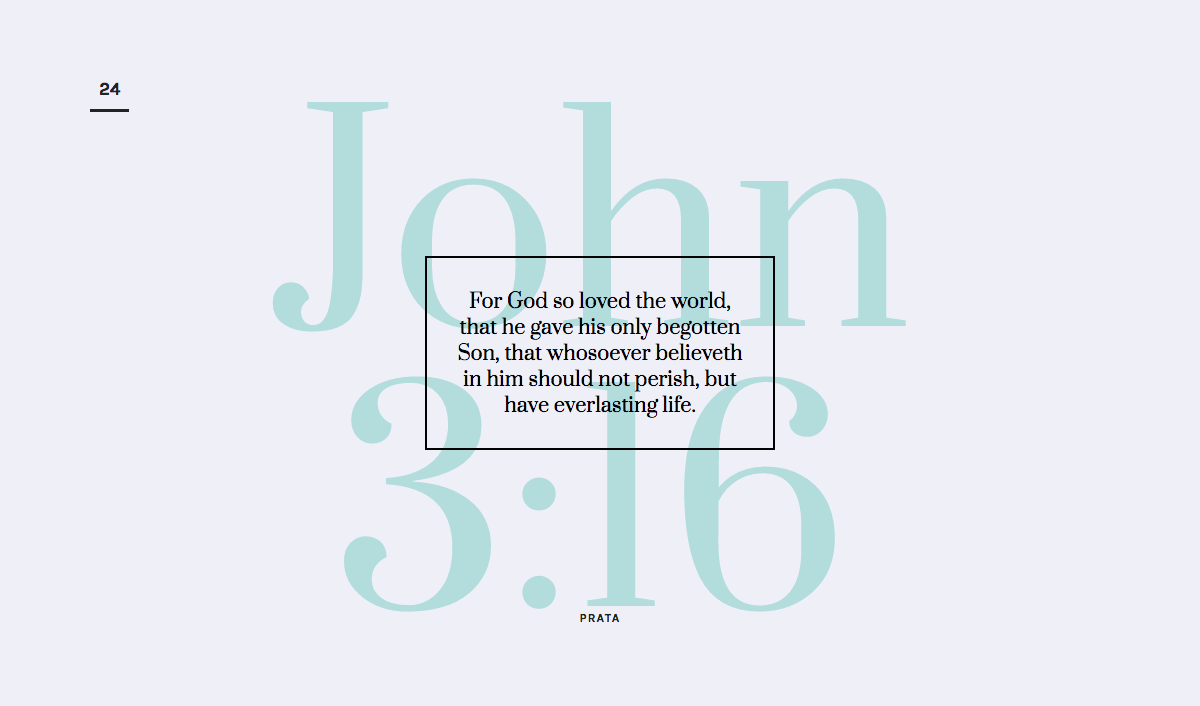 24
John
3:16
For God so loved the world,
that he gave his only begotten
Son, that whosoever believeth
in him should not perish, but
have everlasting life.
PRATA